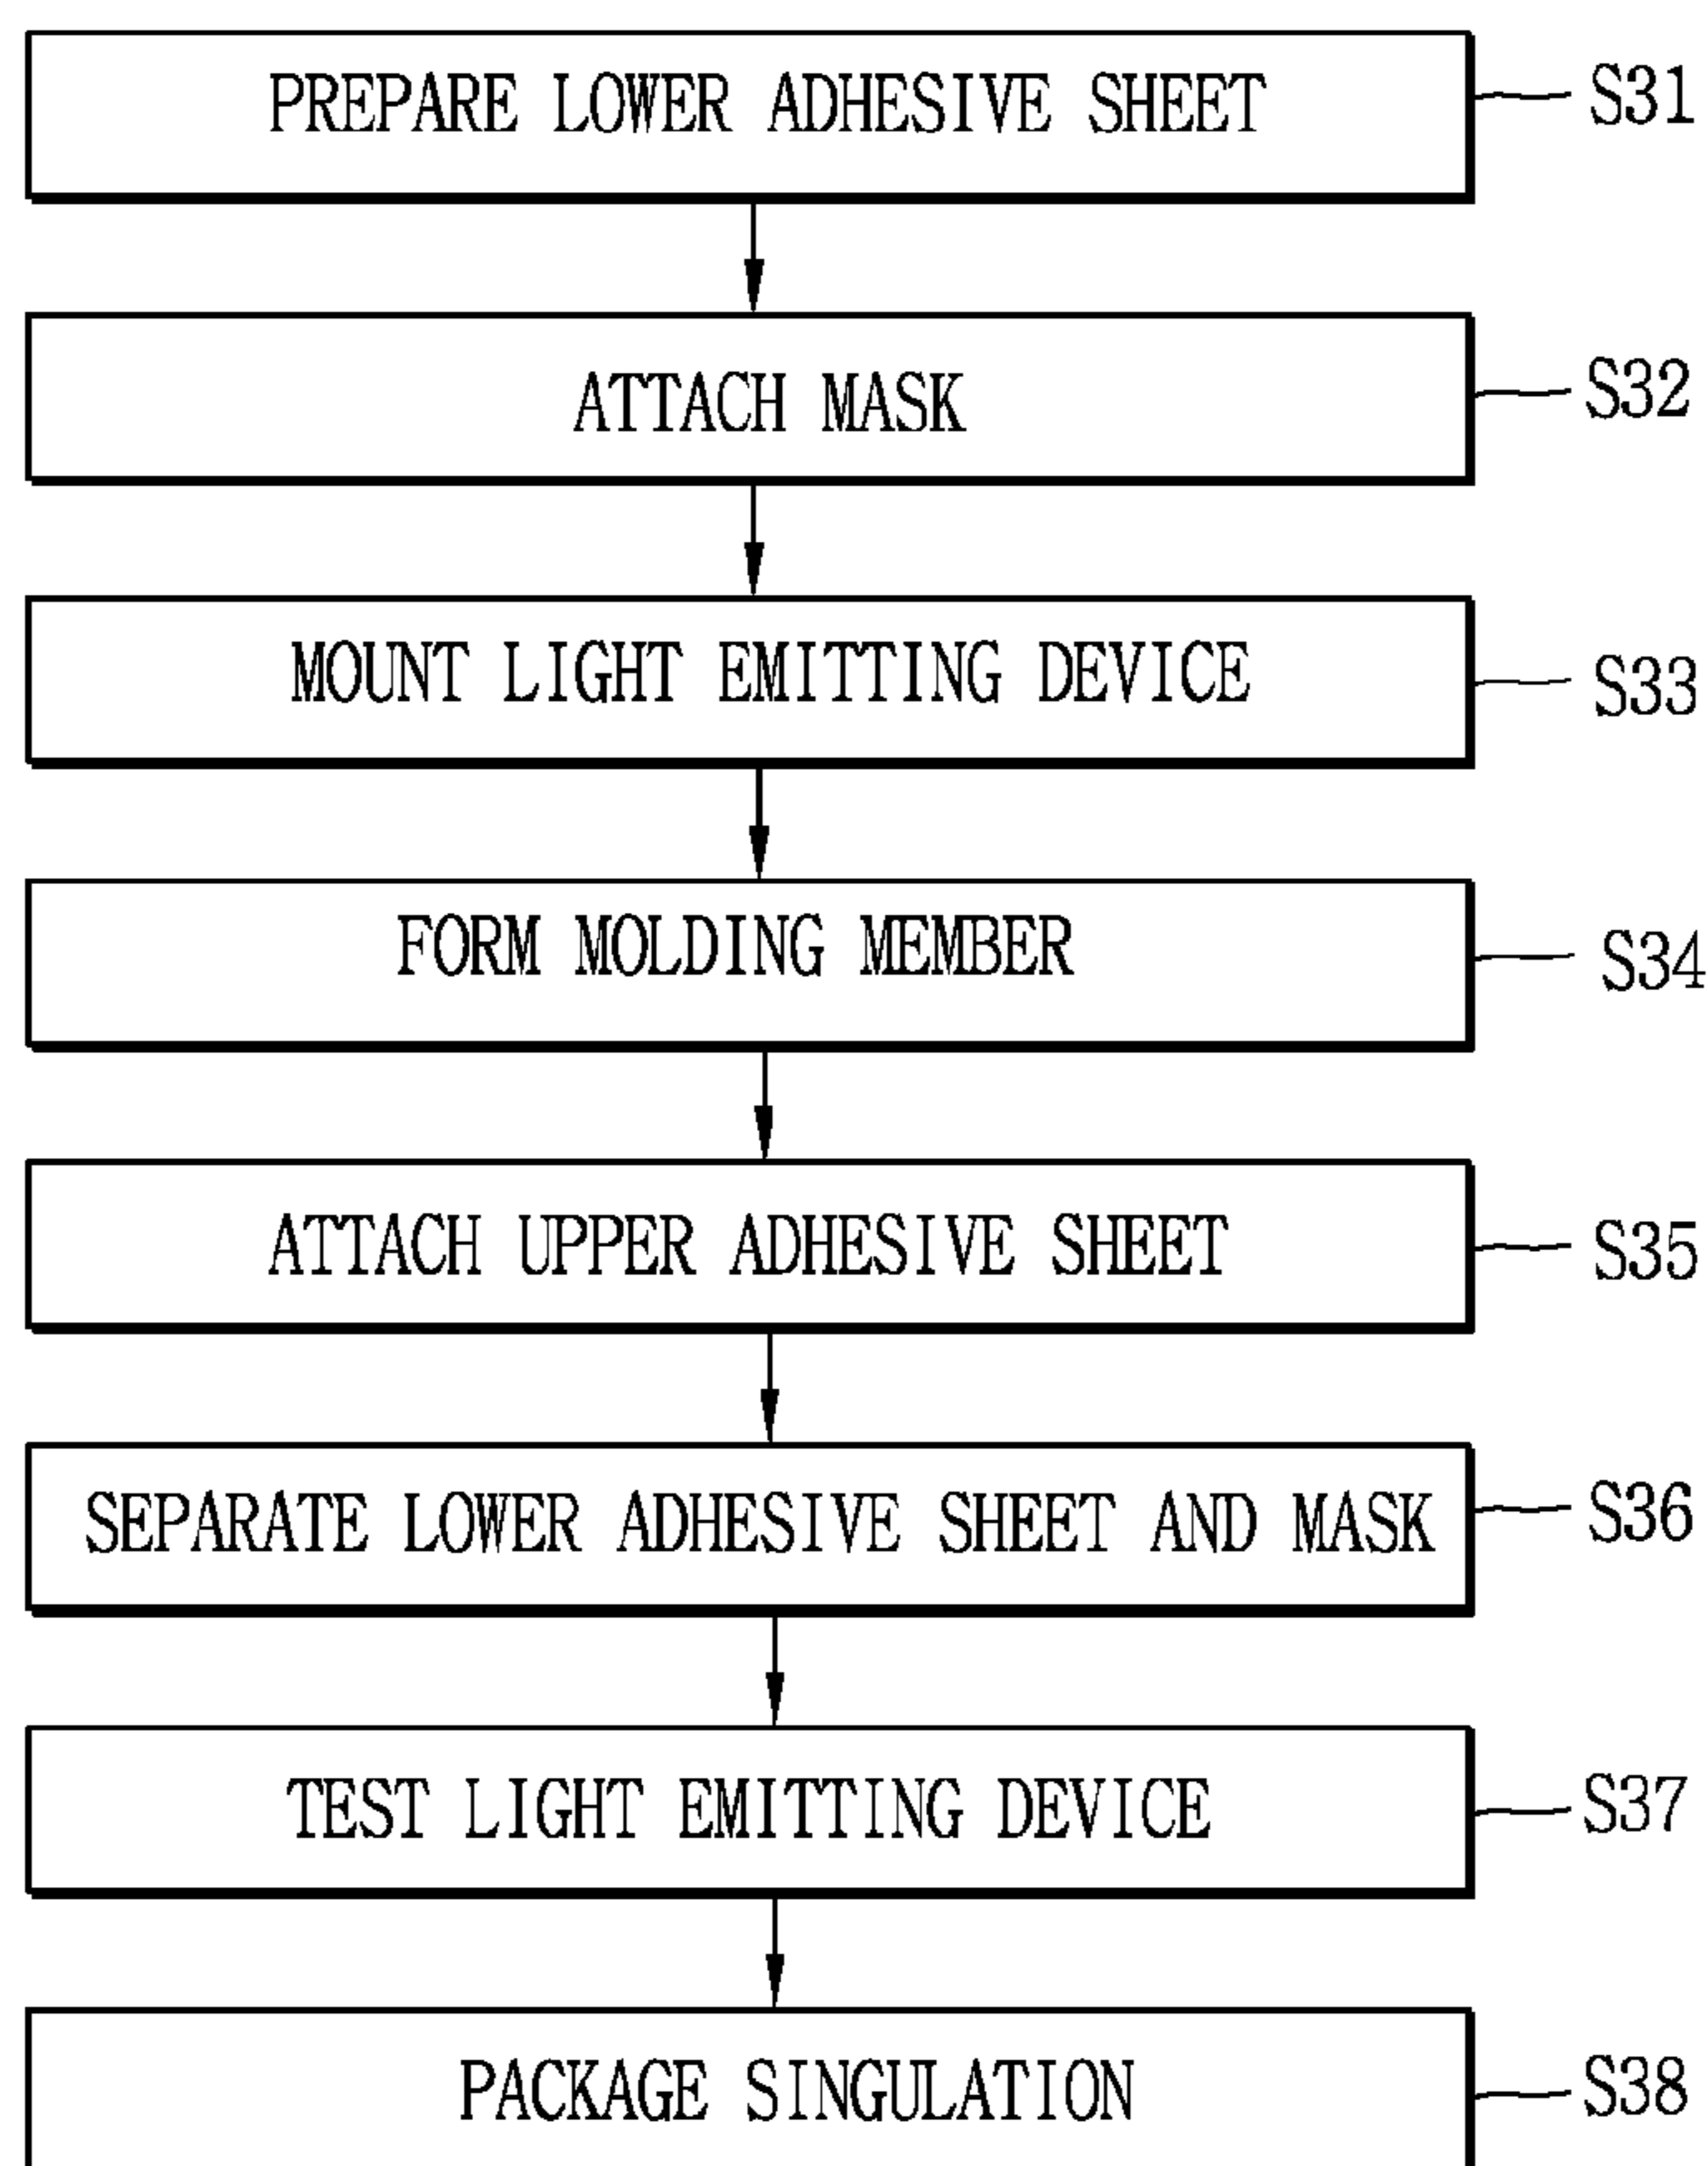 PREPARE LOWER ADHESIVE SHEET S31
ATTACH MASK S32
MOUNT LIGHT EMITTING DEVICE S33
FORM MOLDING MEMBER S34
ATTACH UPPER ADHESIVE SHEET S35
SEPARATE LOWER ADHESIVE SHEET AND MASK S36
TEST LIGHT EMITTING DEVICE S37
PACKAGE SINGULATION S38